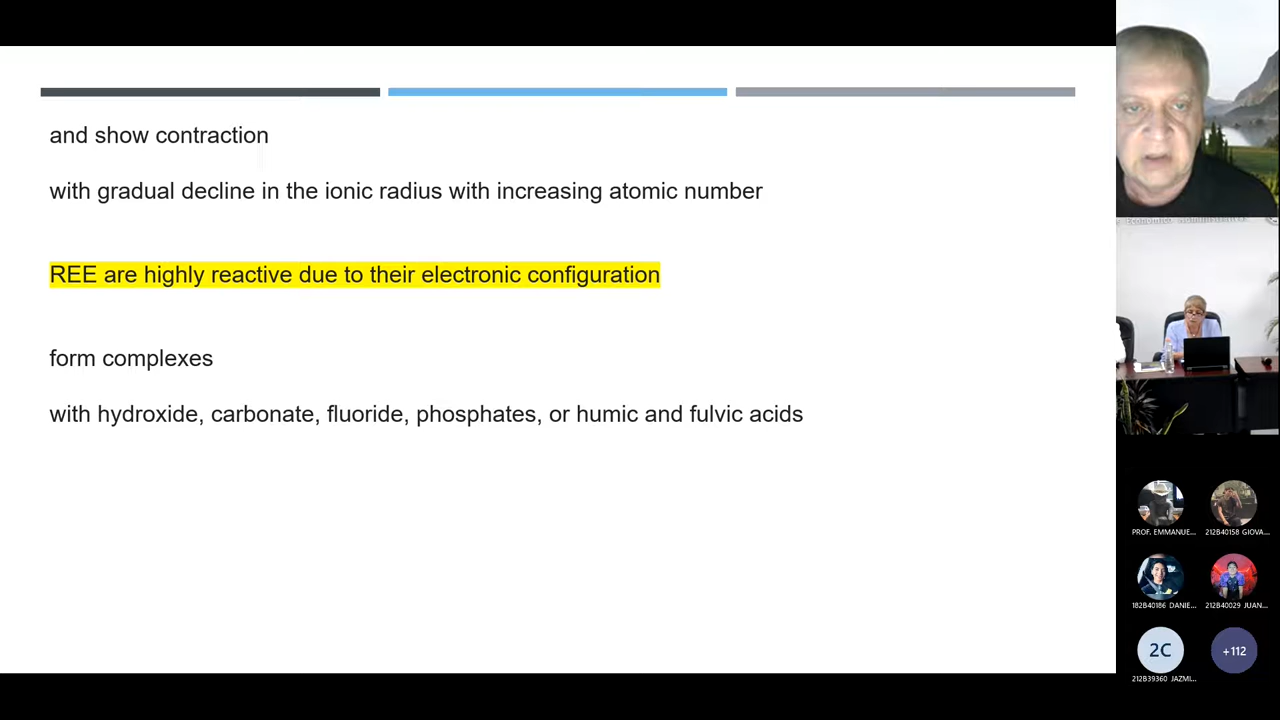 and show contraction
with gradual decline in the ionic radius with increasing atomic number
REE are highly reactive due to their electronic configuration
form complexes
with hydroxide, carbonate, fluoride, phosphates, or humic and fulvic acids
PROF. EMMANUE...
212B40158 GIOVA...
182B40186 DANIE...
212B40029 JUAN...
2C
+112
212B39360 JAZMI...